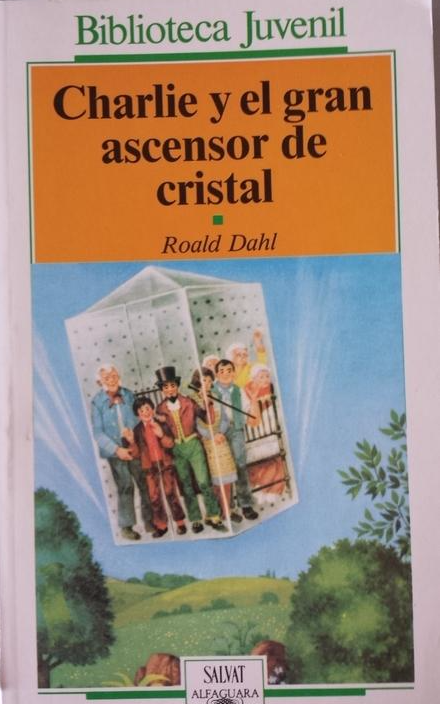 Biblioteca Juvenil
Charlie y el gran
ascensor de
cristal
Roald Dahl
SALVAT
ALFAGUARA